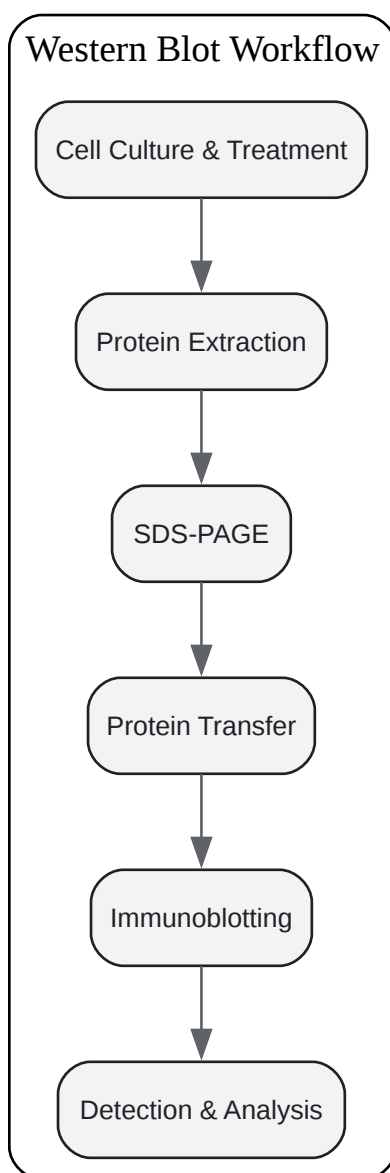 Western Blot Workflow
Cell Culture & Treatment
Protein Extraction
SDS-PAGE
Protein Transfer
Immunoblotting
Detection & Analysis